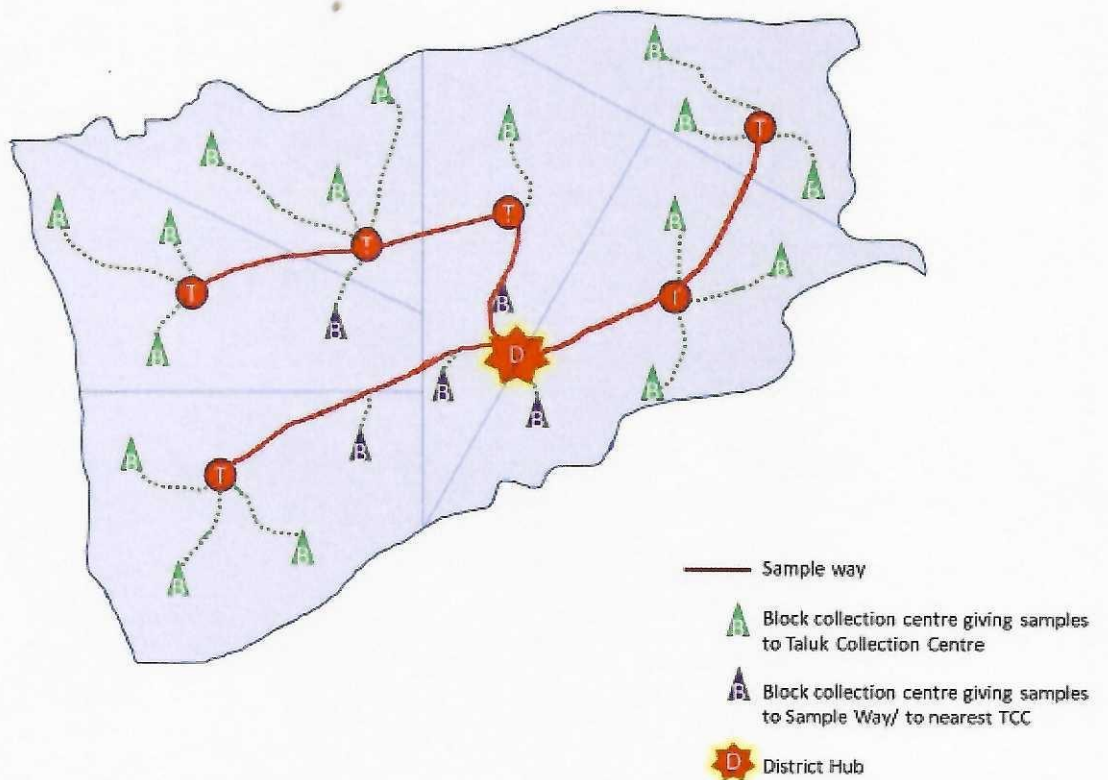 B
B
B
B
T
B
B
B
B
T
B
B
T
B
T
T
B
B
B
D
B
B
B
B
B
T
B
B
Sample way
B
Block collection centre giving samples
to Taluk Collection Centre
B
Block collection centre giving samples
to Sample Way/ to nearest TCC
D
District Hub